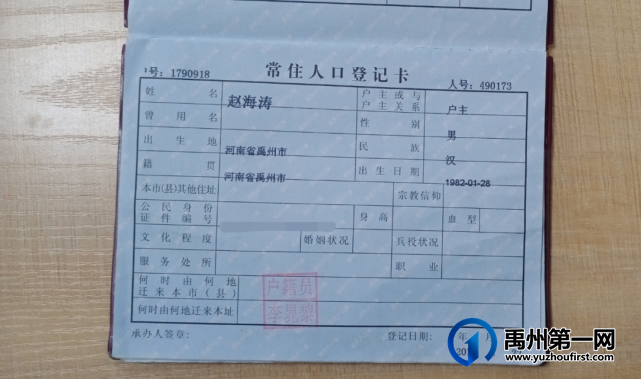 常住人口登记卡
号：1790918 人号：490173
姓名 赵海涛 户主或与户主关系 户主
曾用名 性别 男
出生地 河南省禹州市 民族 汉
籍贯 河南省禹州市 出生日期 1982-01-28
本市(县)其他住址 宗教信仰
公民身份证件编号 身高 血型
文化程度 婚姻状况 兵役状况
服务处所 职业
何时由何地迁来本市(县)
户籍员
何时由何地迁来本址
承办人签章： 登记日期： 年 月
禹州第一网
www.yuzhoufirst.com